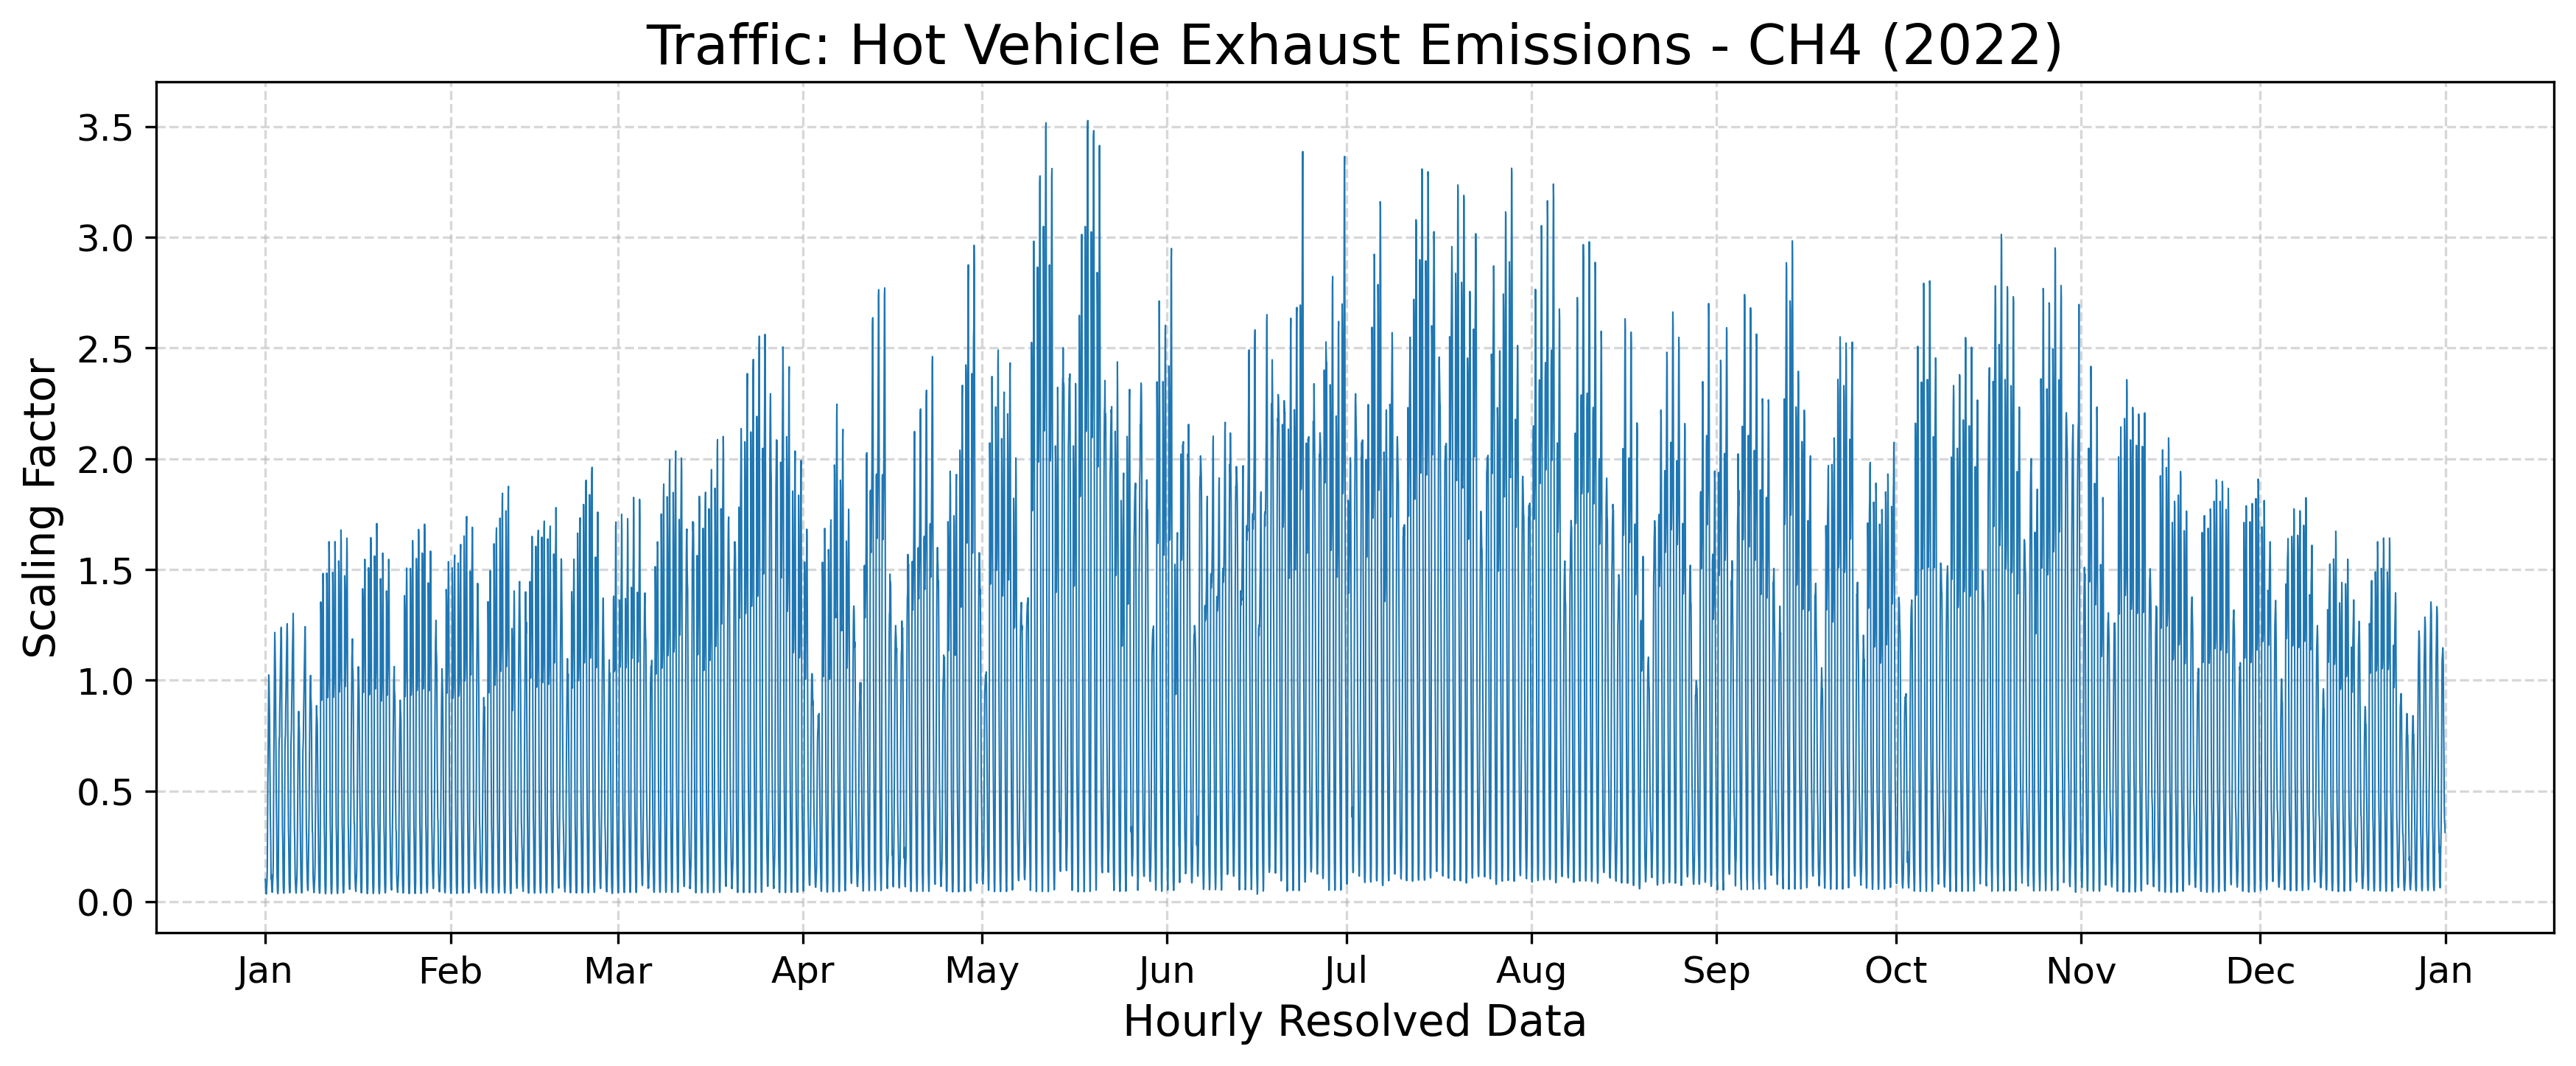 Traffic: Hot Vehicle Exhaust Emissions - CH4 (2022)
Scaling Factor
3.5
3.0
2.5
2.0
1.5
1.0
0.5
0.0
Jan Feb Mar Apr May Jun Jul Aug Sep Oct Nov Dec Jan
Hourly Resolved Data